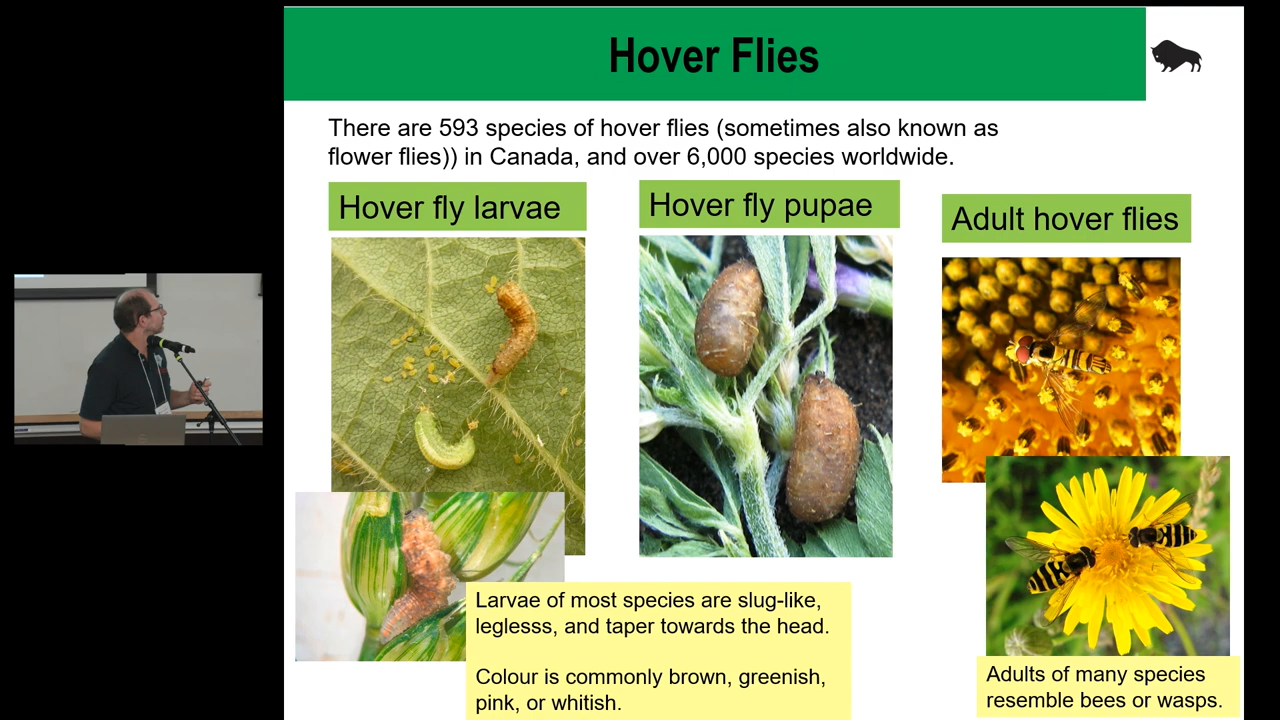 Hover Flies
There are 593 species of hover flies (sometimes also known as
flower flies)) in Canada, and over 6,000 species worldwide.
Hover fly larvae
Hover fly pupae
Adult hover flies
Larvae of most species are slug-like,
leglesss, and taper towards the head.
Colour is commonly brown, greenish,
pink, or whitish.
Adults of many species
resemble bees or wasps.